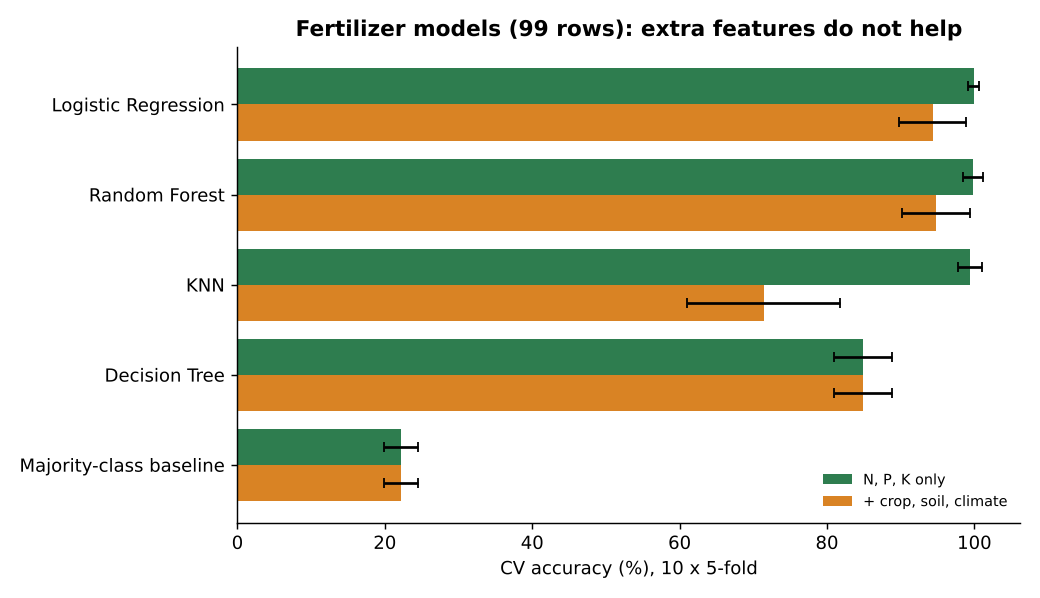 Fertilizer models (99 rows): extra features do not help
Logistic Regression
Random Forest
KNN
Decision Tree
Majority-class baseline
N, P, K only
+ crop, soil, climate
0 20 40 60 80 100
CV accuracy (%), 10 x 5-fold